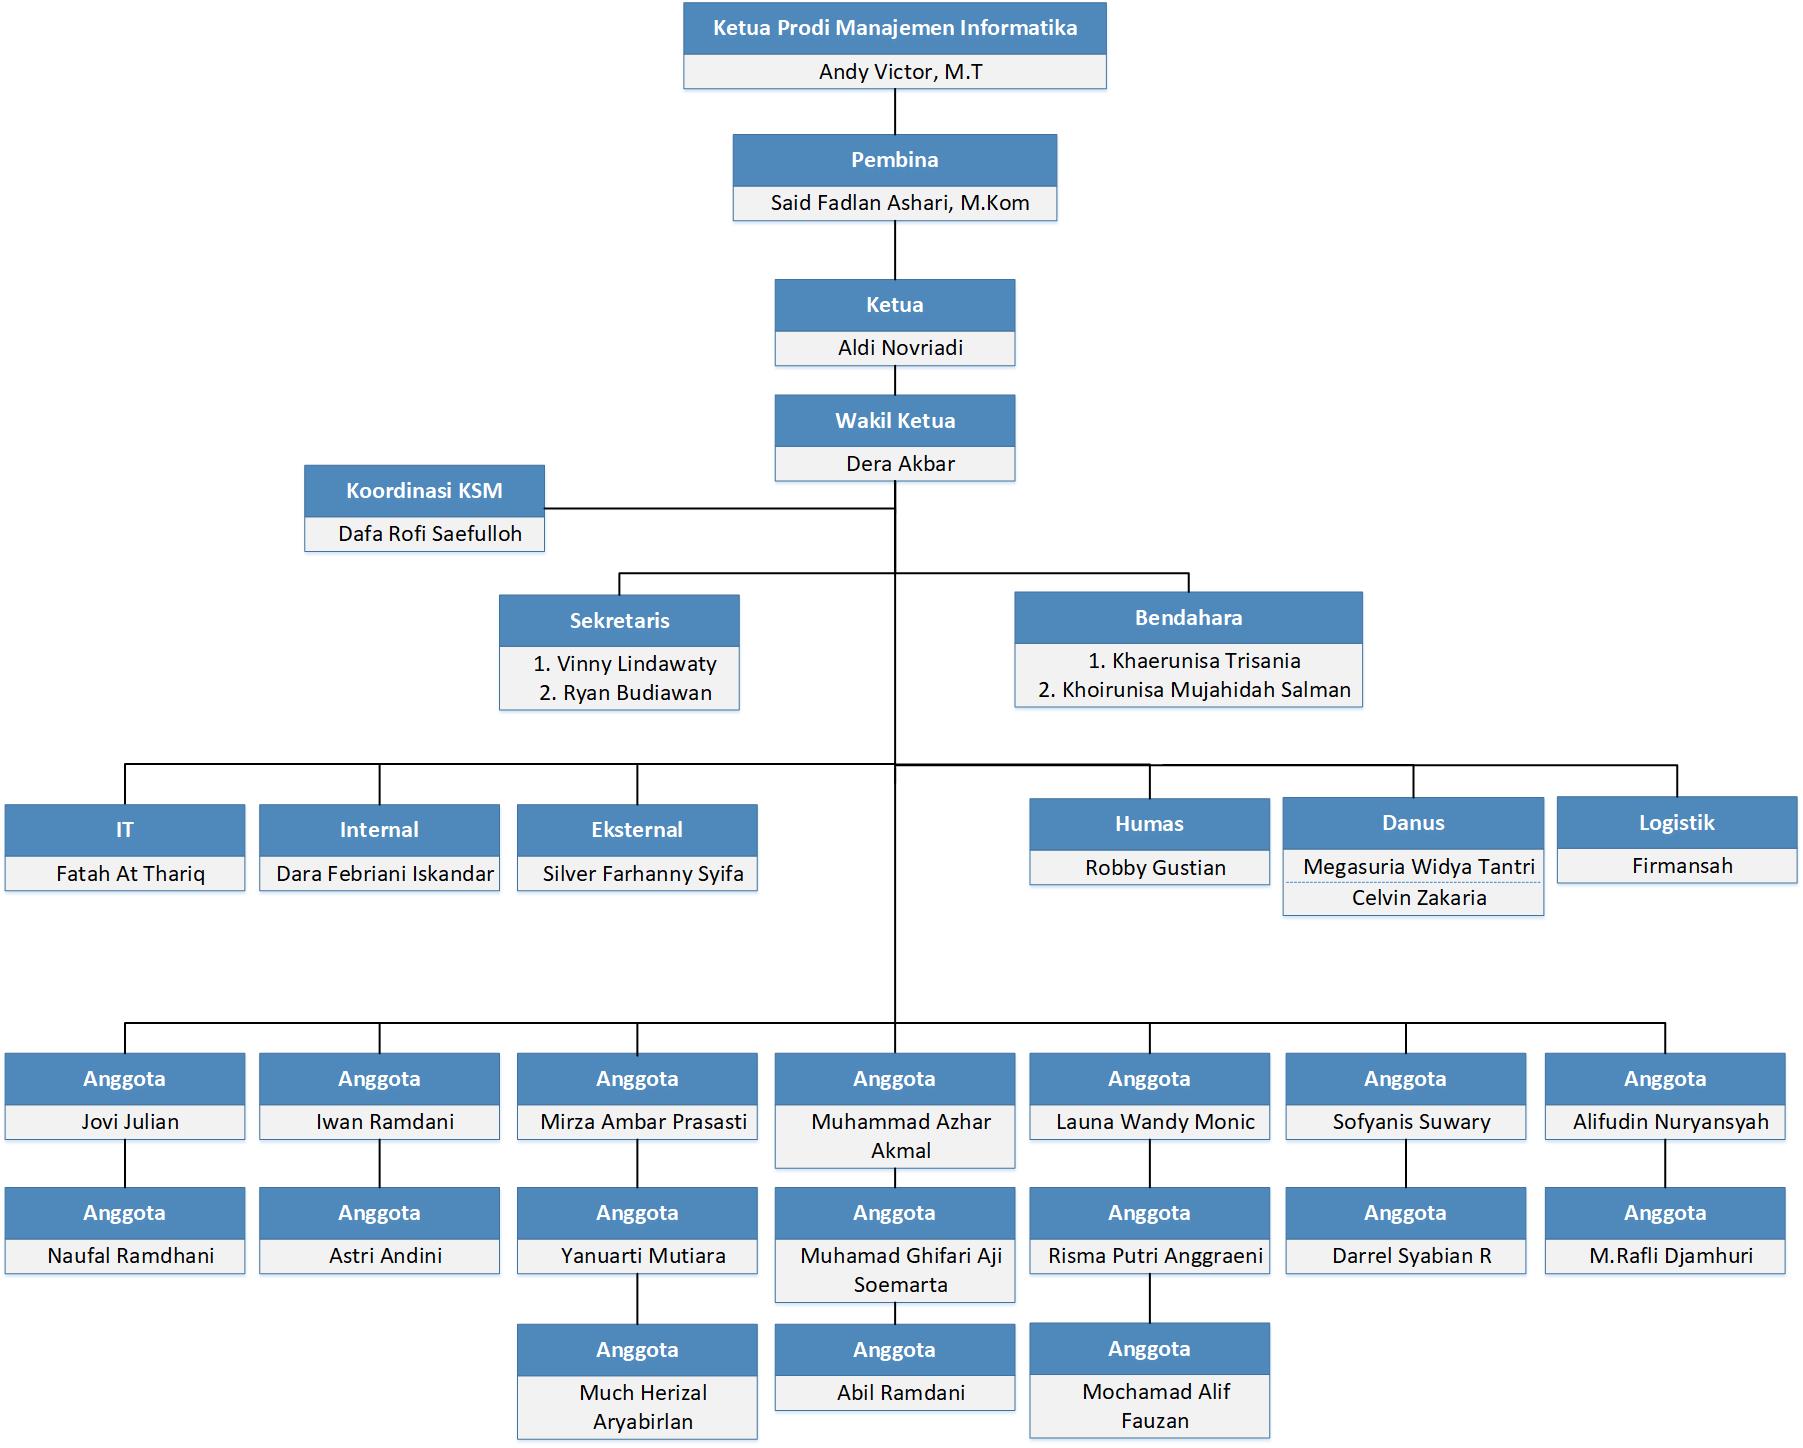 Ketua Prodi Manajemen Informatika
Andy Victor, M.T
Pembina
Said Fadlan Ashari, M.Kom
Ketua
Aldi Novriadi
Wakil Ketua
Dera Akbar
Koordinasi KSM
Dafa Rofi Saefulloh
Sekretaris
1. Vinny Lindawaty
2. Ryan Budiawan
Bendahara
1. Khaerunisa Trisania
2. Khoirunisa Mujahidah Salman
IT
Fatah At Thariq
Internal
Dara Febriani Iskandar
Eksternal
Silver Farhanny Syifa
Humas
Robby Gustian
Danus
Megasuria Widya Tantri
Celvin Zakaria
Logistik
Firmansah
Anggota
Jovi Julian
Anggota
Iwan Ramdani
Anggota
Mirza Ambar Prasasti
Anggota
Muhammad Azhar
Akmal
Anggota
Launa Wandy Monic
Anggota
Sofyanis Suwary
Anggota
Alifudin Nuryansyah
Anggota
Naufal Ramdhani
Anggota
Astri Andini
Anggota
Yanuarti Mutiara
Anggota
Muhamad Ghifari Aji
Soemarta
Anggota
Risma Putri Anggraeni
Anggota
Darrel Syabian R
Anggota
M.Rafli Djamhuri
Anggota
Much Herizal
Aryabirlan
Anggota
Abil Ramdani
Anggota
Mochamad Alif
Fauzan